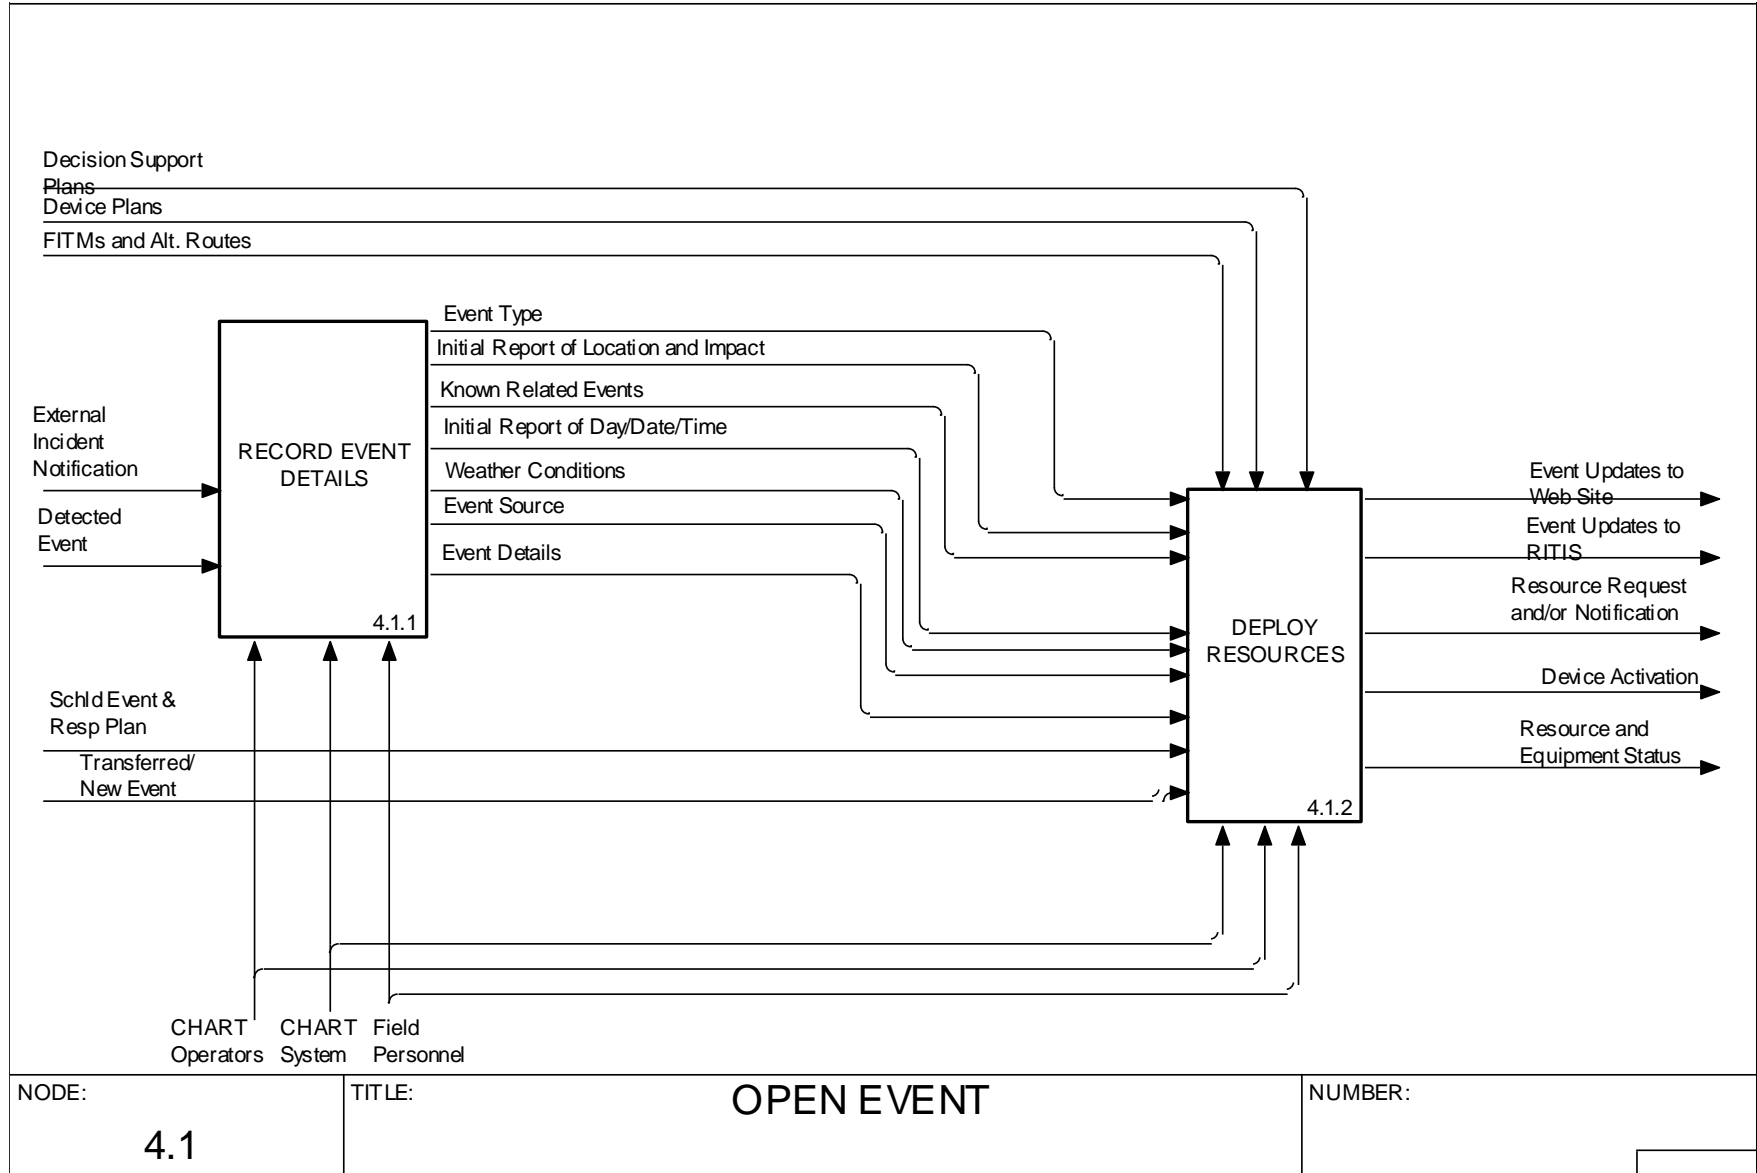 Decision Support
Plans
Device Plans
FITMs and Alt. Routes
Event Type
Initial Report of Location and Impact
Known Related Events
Initial Report of Day/Date/Time
Weather Conditions
Event Source
Event Details
External
Incident
Notification
Detected
Event
RECORD EVENT
DETAILS
4.1.1
Schld Event &
Resp Plan
Transferred/
New Event
DEPLOY
RESOURCES
4.1.2
Event Updates to
Web Site
Event Updates to
RITIS
Resource Request
and/or Notification
Device Activation
Resource and
Equipment Status
CHART
Operators
CHART
System
Field
Personnel
NODE:
4.1
TITLE:
OPEN EVENT
NUMBER: